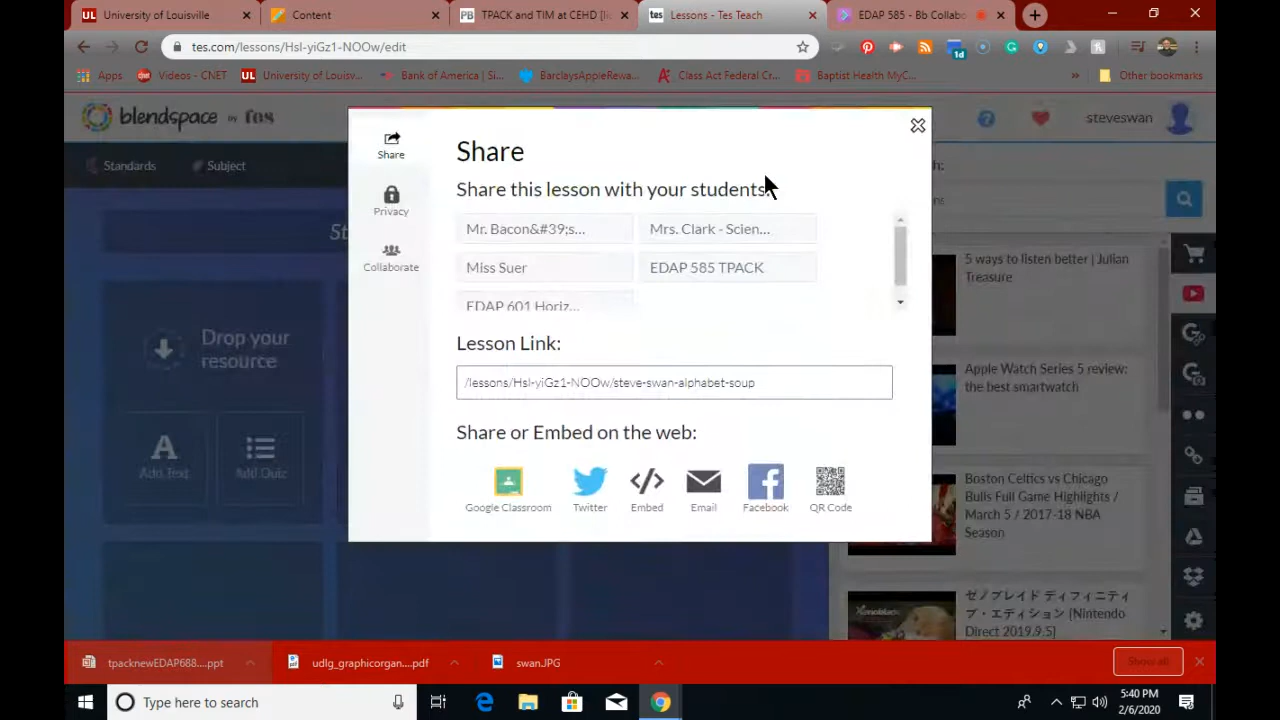 University of Louisville
Content
TPACK and TIM at CEHD [li
Lessons - Tes Teach
EDAP 585 - Bb Collabo
tes.com/lessons/Hsl-yiGz1-NOOw/edit
1d
Apps
Videos - CNET
University of Louisv...
Bank of America | Si...
BarclaysAppleRewa...
Class Act Federal Cr...
Baptist Health MyC...
»
Other bookmarks
blendspace by tes
steveswan
Standards
Subject
Share
Privacy
Collaborate
Share
Share this lesson with your students:
Mr. Bacon&#39;s...
Mrs. Clark - Scien...
Miss Suer
EDAP 585 TPACK
EDAP 601 Horiz...
Lesson Link:
/lessons/Hsl-yiGz1-NOOw/steve-swan-alphabet-soup
Share or Embed on the web:
Google Classroom
Twitter
Embed
Email
Facebook
QR Code
St
Drop your
resource
Add Text
Add Quiz
5 ways to listen better | Julian
Treasure
Apple Watch Series 5 review:
the best smartwatch
Boston Celtics vs Chicago
Bulls Full Game Highlights /
March 5 / 2017-18 NBA
Season
ゼノブレイド ディフィニティ
ブ・エディション [Nintendo
Direct 2019.9.5]
tpacknewEDAP688....ppt
udlg_graphicorgan....pdf
swan.JPG
Show all
Type here to search
5:40 PM
2/6/2020